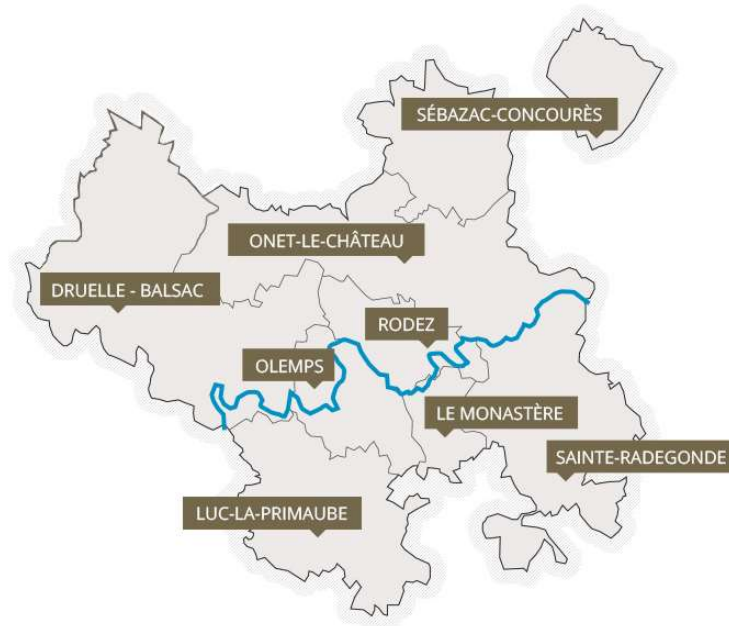 SÉBAZAC-CONCOURÈS
ONET-LE-CHÂTEAU
DRUELLE - BALSAC
RODEZ
OLEMPS
LE MONASTÈRE
SAINTE-RADEGONDE
LUC-LA-PRIMAUBE